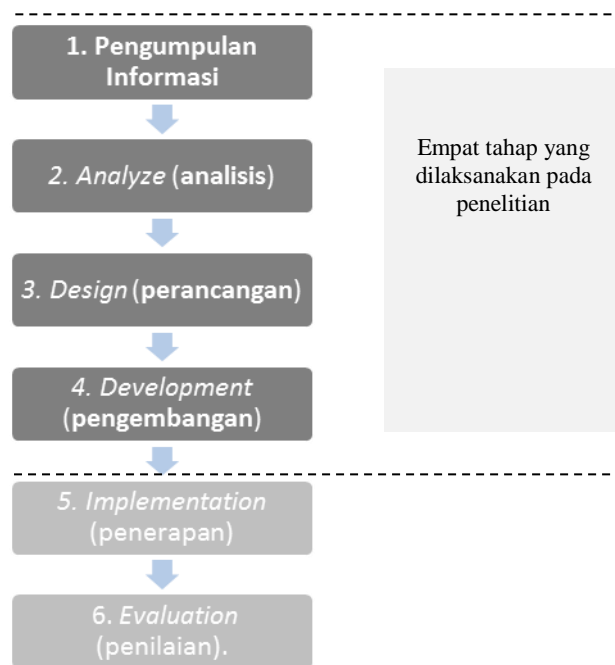 1. Pengumpulan
Informasi
2. Analyze (analisis)
3. Design (perancangan)
4. Development
(pengembangan)
5. Implementation
(penerapan)
6. Evaluation
(penilaian).
Empat tahap yang
dilaksanakan pada
penelitian